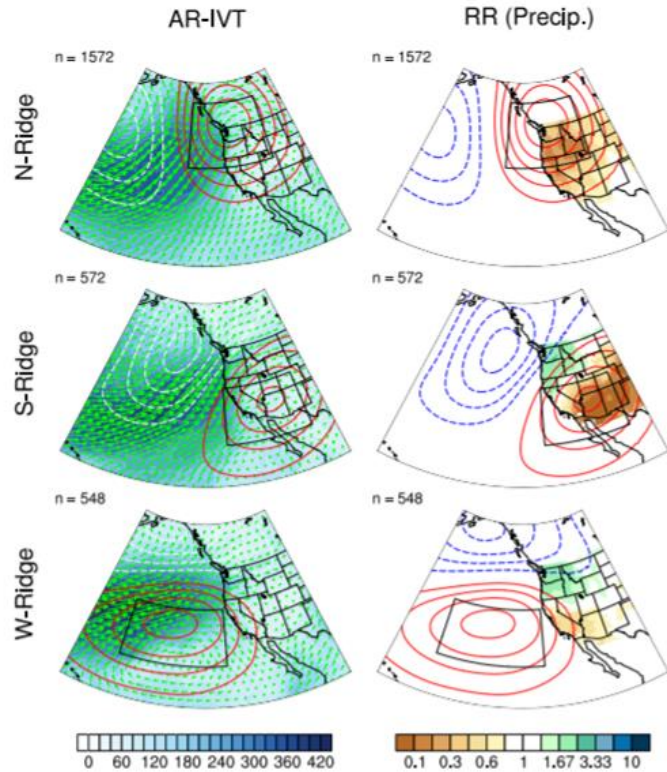 AR-IVT
RR (Precip.)
N-Ridge
n = 1572
n = 1572
S-Ridge
n = 572
n = 572
W-Ridge
n = 548
n = 548
0 60 120 180 240 300 360 420
0.1 0.3 0.6 1 1.67 3.33 10